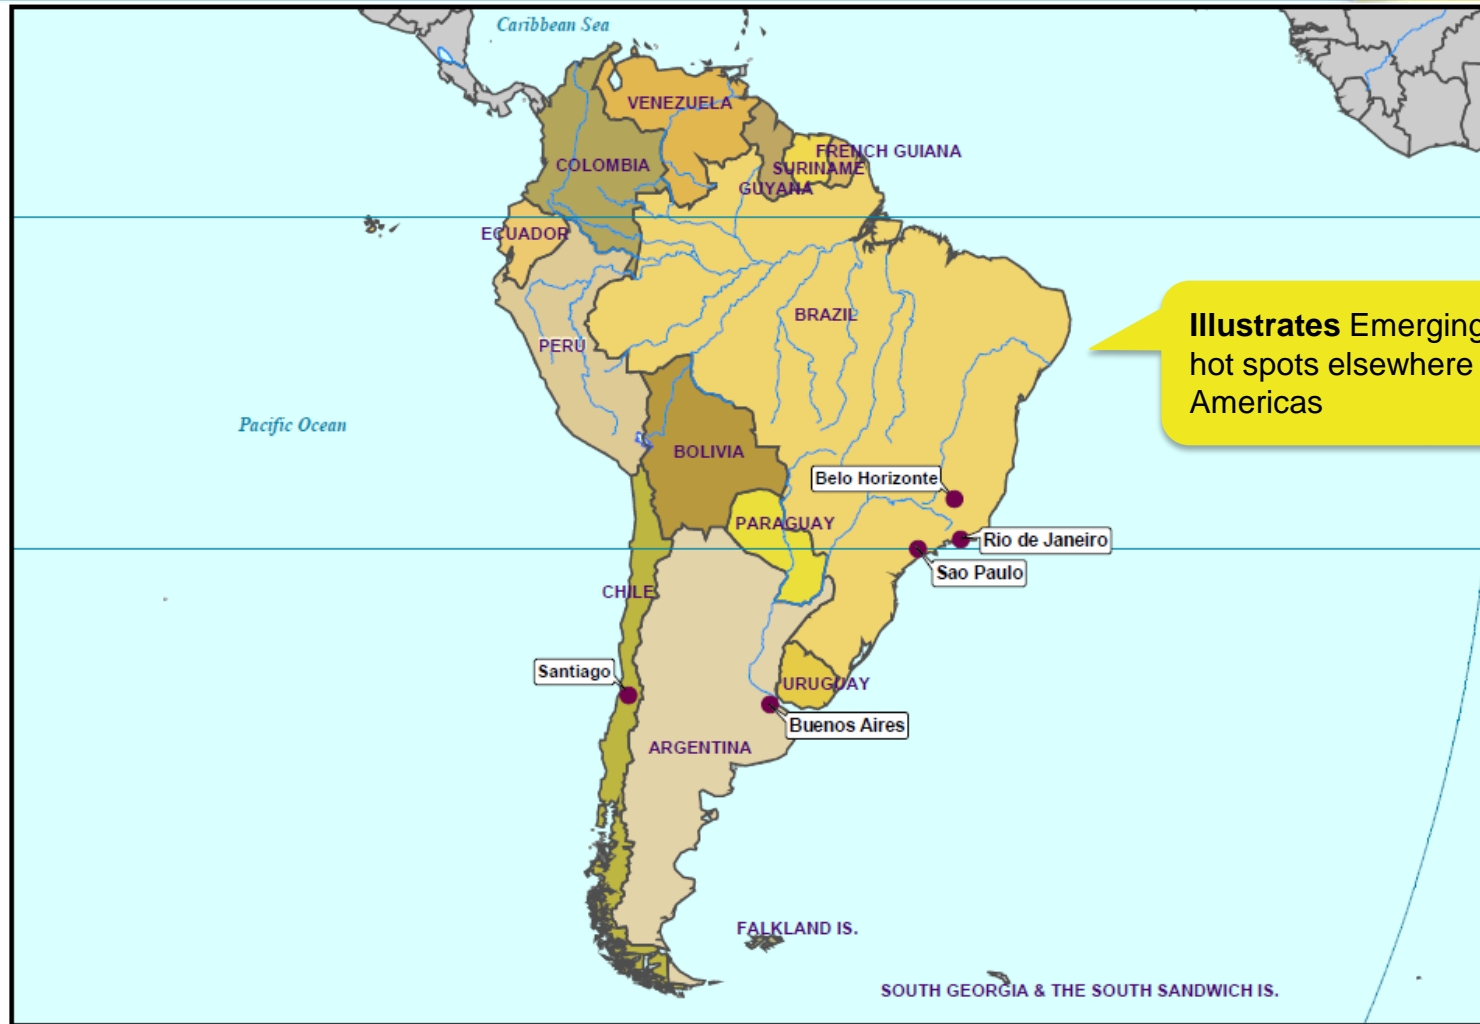 Caribbean Sea
VENEZUELA
FRENCH GUIANA
COLOMBIA
SURINAME
GUYANA
ECUADOR
BRAZIL
Illustrates Emerging
hot spots elsewhere
Americas
PERU
Pacific Ocean
BOLIVIA
Belo Horizonte
PARAGUAY
Rio de Janeiro
Sao Paulo
CHILE
Santiago
URUGUAY
Buenos Aires
ARGENTINA
FALKLAND IS.
SOUTH GEORGIA & THE SOUTH SANDWICH IS.